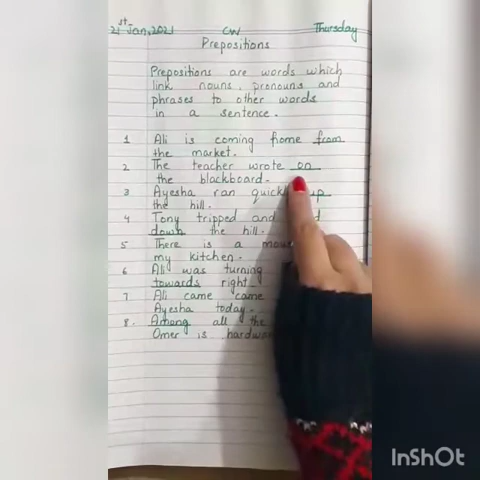 21st Jan, 2021 CW Thursday
Prepositions
Prepositions are words which
link nouns, pronouns and
phrases to other words
in a sentence.
1 Ali is coming home from
the market.
2 The teacher wrote on
the blackboard.
3 Ayesha ran quickly up
the hill.
4 Tony tripped and
down the hill.
5 There is a
my kitchen.
6 Ali was turning
towards right
7 Ali came came
Ayesha today.
8. Among all the
Omer is
InShOt